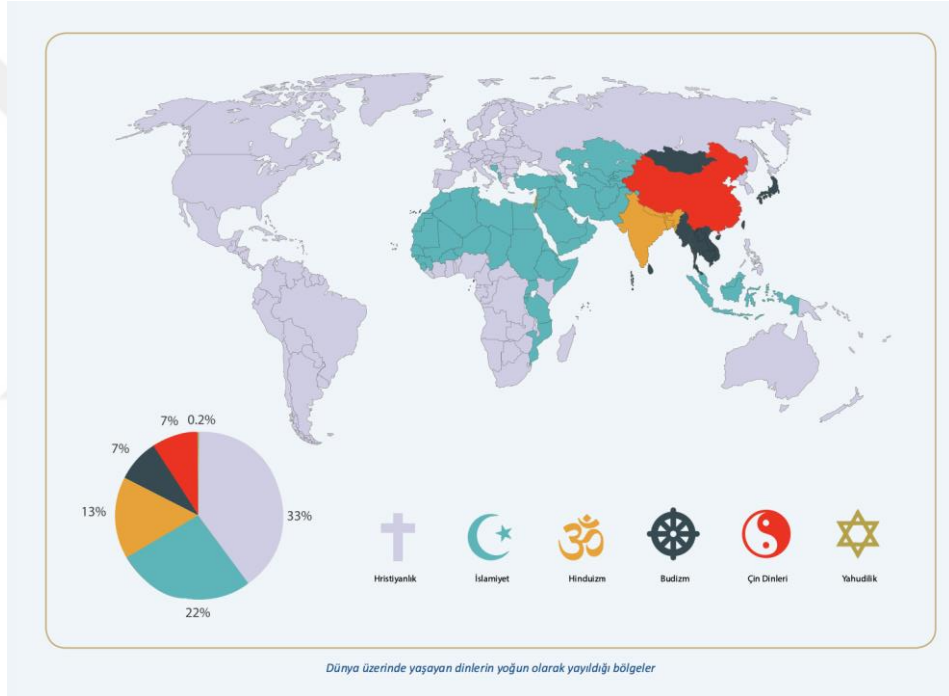 7% 0.2%
7%
13%
33%
22%
Hristiyanlık İslamiyet Hinduizm Budizm Çin Dinleri Yahudilik
Dünya üzerinde yaşayan dinlerin yoğun olarak yayıldığı bölgeler